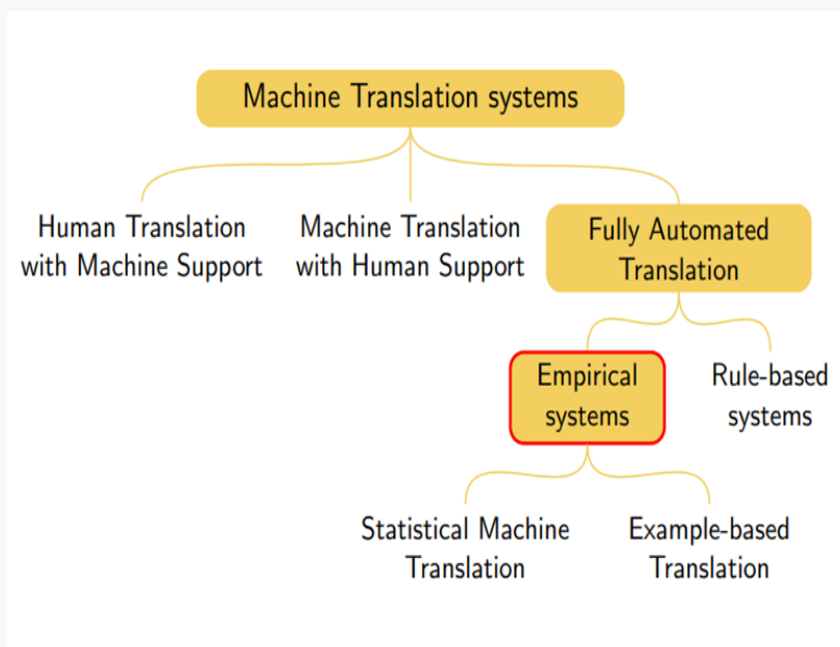 Machine Translation systems
Human Translation
with Machine Support
Machine Translation
with Human Support
Fully Automated
Translation
Empirical
systems
Rule-based
systems
Statistical Machine
Translation
Example-based
Translation